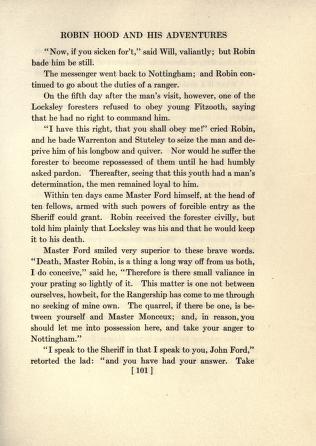 ROBIN HOOD AND HIS ADVENTURES
"Now, if you sicken for't," said Will, valiantly; but Robin
bade him be still.
The messenger went back to Nottingham; and Robin con-
tinued to go about the duties of a ranger.
On the fifth day after the man's visit, however, one of the
Locksley foresters refused to obey young Fitzooth, saying
that he had no right to command him.
"I have this right, that you shall obey me!" cried Robin,
and he bade Warrenton and Stuteley to seize the man and de-
prive him of his longbow and quiver. Nor would he suffer the
forester to become repossessed of them until he had humbly
asked pardon. Thereafter, seeing that this youth had a man's
determination, the men remained loyal to him.
Within ten days came Master Ford himself, at the head of
ten fellows, armed with such powers of forcible entry as the
Sheriff could grant. Robin received the forester civilly, but
told him plainly that Locksley was his and that he would keep
it to his death.
Master Ford smiled very superior to these brave words.
"Death, Master Robin, is a thing a long way off from us both,
I do conceive," said he, "Therefore is there small valiance in
your prating so lightly of it. This matter is one not between
ourselves, howbeit, for the Rangership has come to me through
no seeking of mine own. The quarrel, if there be one, is be-
tween yourself and Master Monceux; and, in reason, you
should let me into possession here, and take your anger to
Nottingham."
"I speak to the Sheriff in that I speak to you, John Ford,"
retorted the lad: "and you have had your answer. Take
[101]